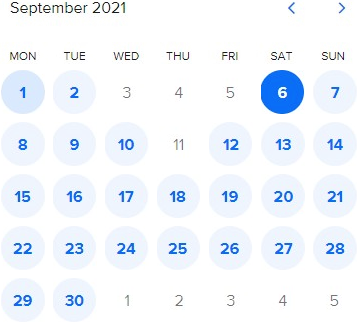 September 2021
MON TUE WED THU FRI SAT SUN
1 2 3 4 5 6 7
8 9 10 11 12 13 14
15 16 17 18 19 20 21
22 23 24 25 26 27 28
29 30 1 2 3 4 5